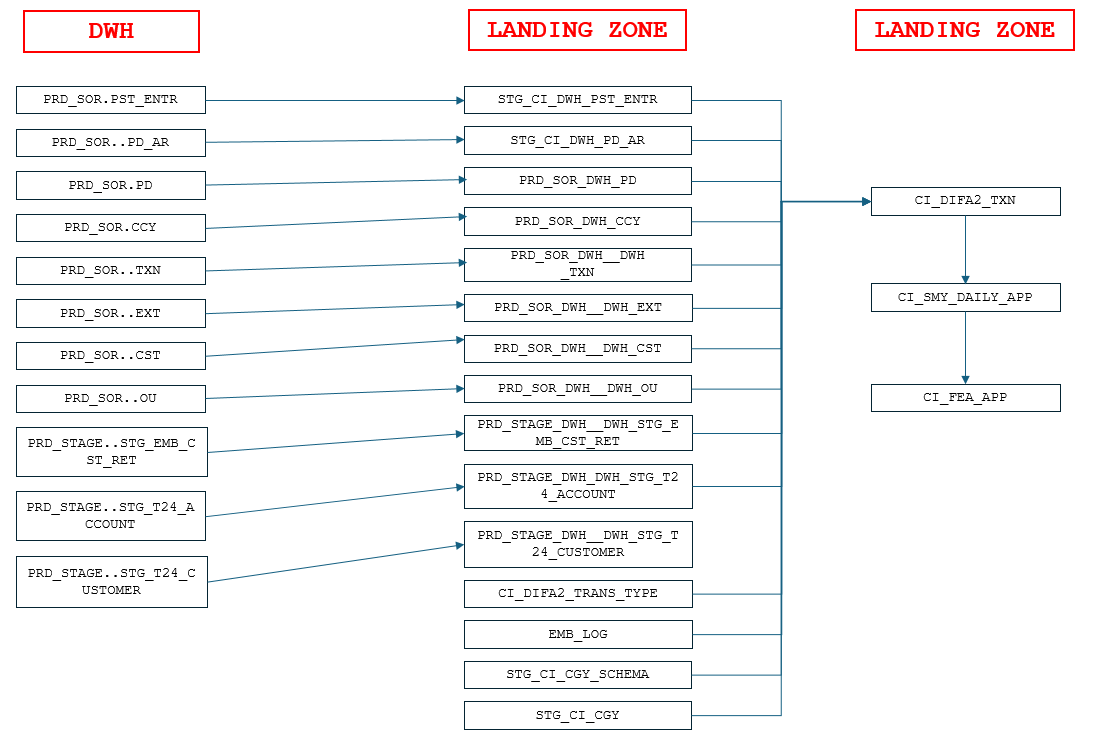 DWH
LANDING ZONE
LANDING ZONE
PRD_SOR.PST_ENTR
STG_CI_DWH_PST_ENTR
PRD_SOR..PD_AR
STG_CI_DWH_PD_AR
PRD_SOR.PD
PRD_SOR_DWH_PD
CI_DIFA2_TXN
PRD_SOR.CCY
PRD_SOR_DWH_CCY
PRD_SOR..TXN
PRD_SOR_DWH__DWH
_TXN
CI_SMY_DAILY_APP
PRD_SOR..EXT
PRD_SOR_DWH__DWH_EXT
PRD_SOR..CST
PRD_SOR_DWH__DWH_CST
PRD_SOR..OU
PRD_SOR_DWH__DWH_OU
CI_FEA_APP
PRD_STAGE..STG_EMB_C
ST_RET
PRD_STAGE_DWH__DWH_STG_E
MB_CST_RET
PRD_STAGE..STG_T24_A
CCOUNT
PRD_STAGE_DWH_DWH_STG_T2
4_ACCOUNT
PRD_STAGE..STG_T24_C
USTOMER
PRD_STAGE_DWH__DWH_STG_T
24_CUSTOMER
CI_DIFA2_TRANS_TYPE
EMB_LOG
STG_CI_CGY_SCHEMA
STG_CI_CGY